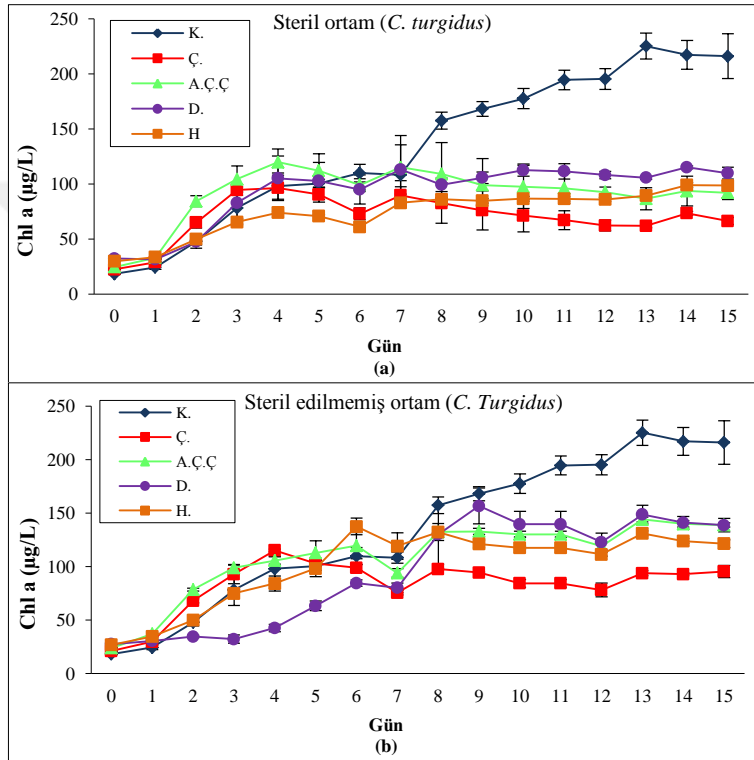 Steril ortam (C. turgidus)
250
200
150
100
50
0
Chl a (µg/L)
K.
Ç.
A.Ç.Ç
D.
H
0 1 2 3 4 5 6 7 8 9 10 11 12 13 14 15
Gün
(a)
Steril edilmemiş ortam (C. Turgidus)
250
200
150
100
50
0
Chl a (µg/L)
K.
Ç.
A.Ç.Ç
D.
H.
0 1 2 3 4 5 6 7 8 9 10 11 12 13 14 15
Gün
(b)